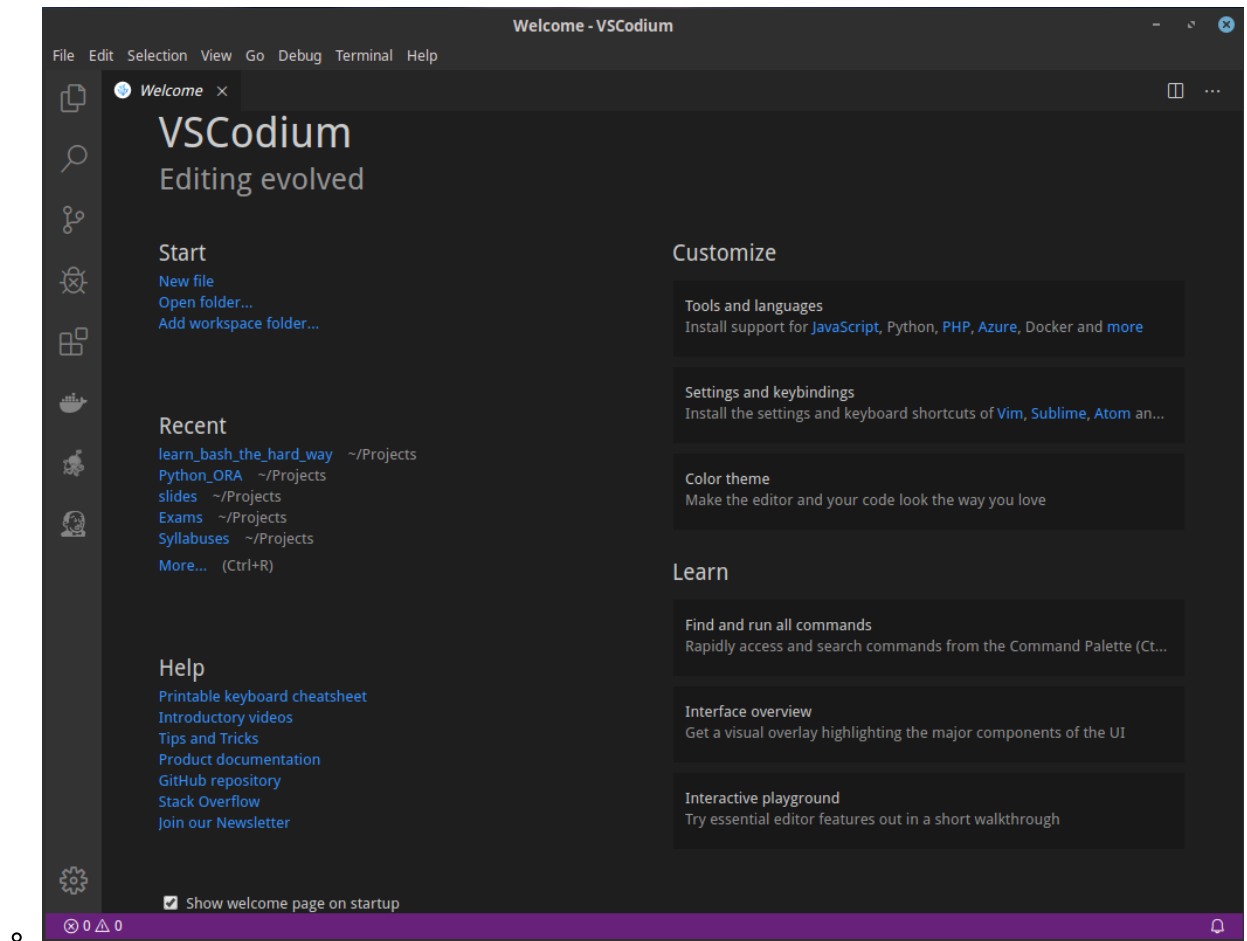 Welcome - VSCodium
File Edit Selection View Go Debug Terminal Help
Welcome
VSCodium
Editing evolved
Start
New file
Open folder...
Add workspace folder...
Recent
learn_bash_the_hard_way ~/Projects
Python_ORA ~/Projects
slides ~/Projects
Exams ~/Projects
Syllabuses ~/Projects
More... (Ctrl+R)
Help
Printable keyboard cheatsheet
Introductory videos
Tips and Tricks
Product documentation
GitHub repository
Stack Overflow
Join our Newsletter
Show welcome page on startup
Customize
Tools and languages
Install support for JavaScript, Python, PHP, Azure, Docker and more
Settings and keybindings
Install the settings and keyboard shortcuts of Vim, Sublime, Atom an...
Color theme
Make the editor and your code look the way you love
Learn
Find and run all commands
Rapidly access and search commands from the Command Palette (Ct...
Interface overview
Get a visual overlay highlighting the major components of the UI
Interactive playground
Try essential editor features out in a short walkthrough
0 0